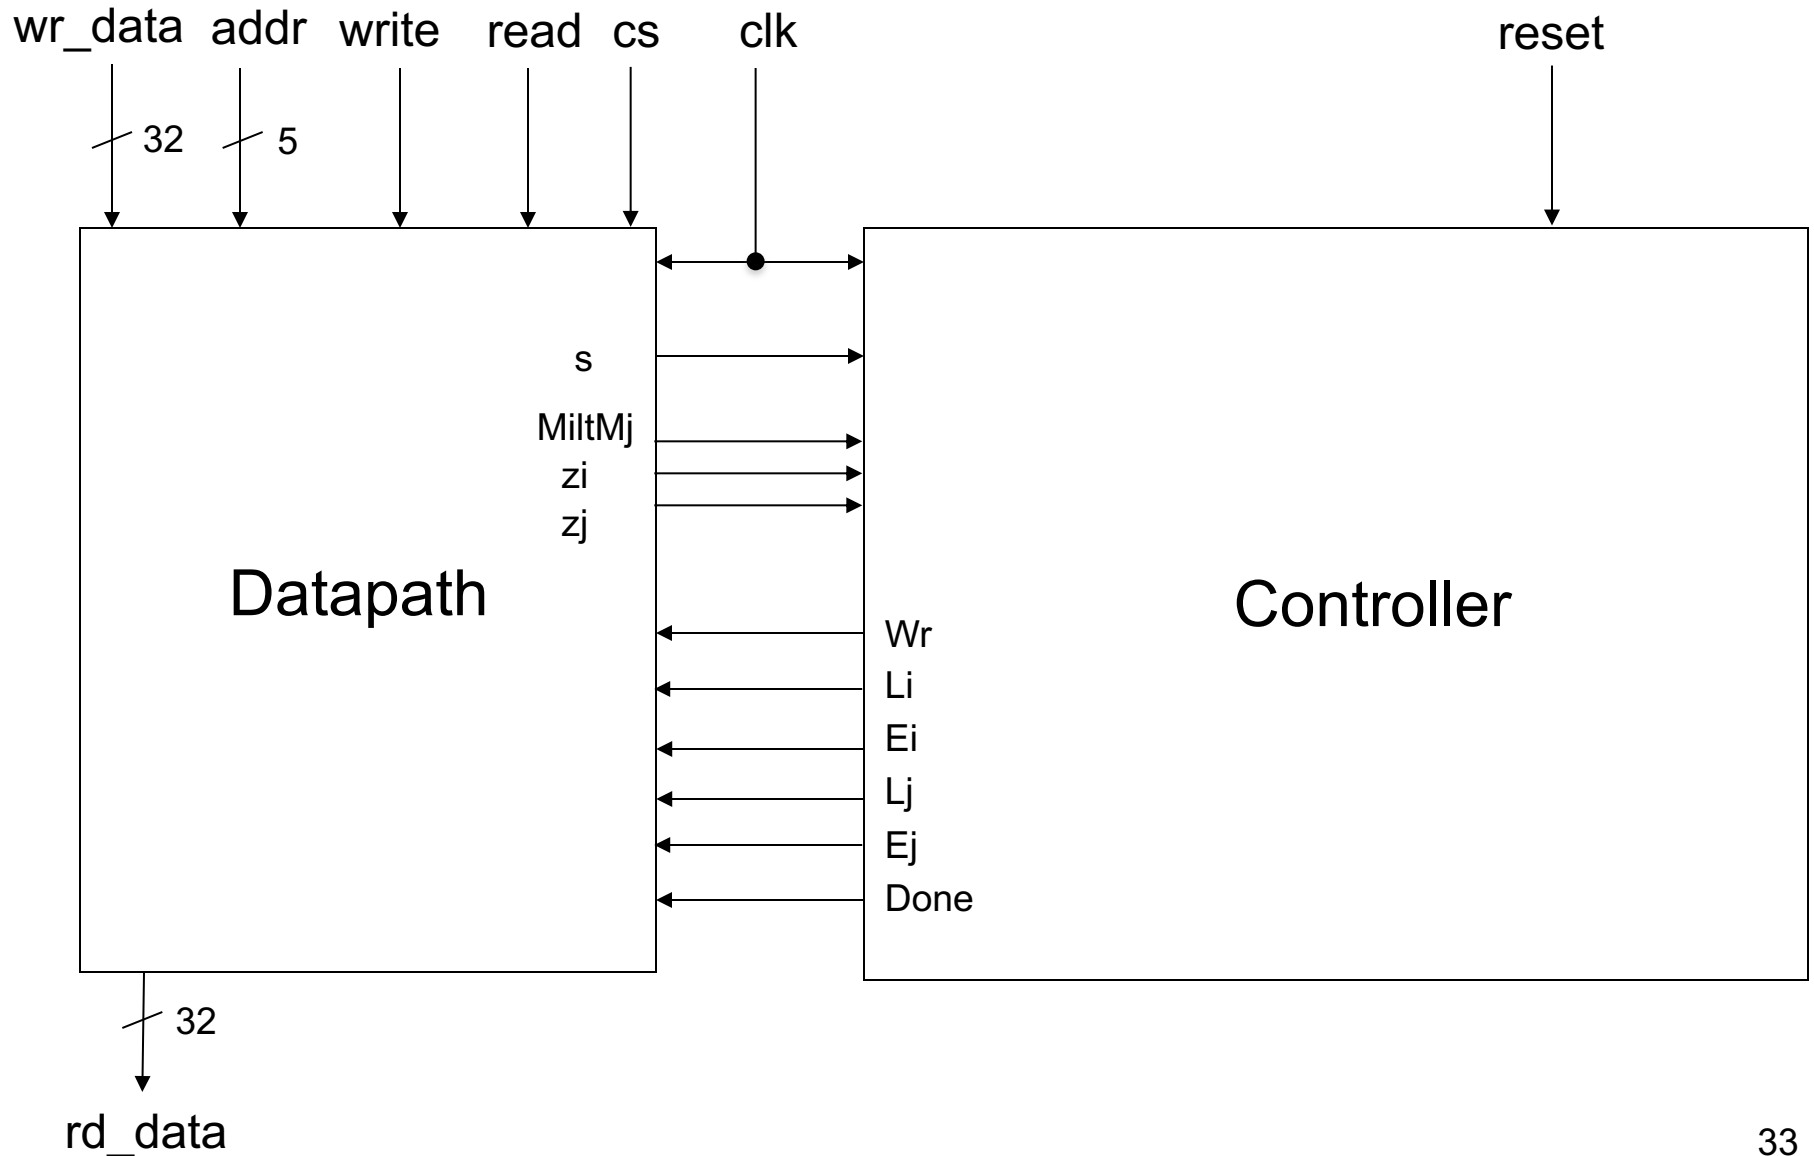 wr_data addr write read cs clk reset
32 5
s
MiltMj
zi
zj
Datapath
Controller
Wr
Li
Ei
Lj
Ej
Done
32
rd_data
33